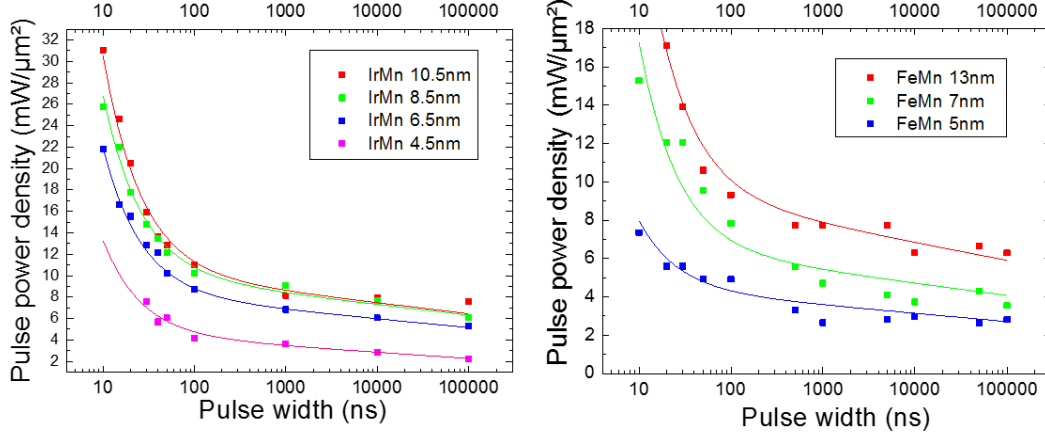 10 100 1000 10000 100000
32
30
28
26
24
22
20
18
16
14
12
10
8
6
4
2
Pulse power density (mW/µm²)
IrMn 10.5nm
IrMn 8.5nm
IrMn 6.5nm
IrMn 4.5nm
10 100 1000 10000 100000
Pulse width (ns)
10 100 1000 10000 100000
18
16
14
12
10
8
6
4
2
0
Pulse power density (mW/µm²)
FeMn 13nm
FeMn 7nm
FeMn 5nm
10 100 1000 10000 100000
Pulse width (ns)